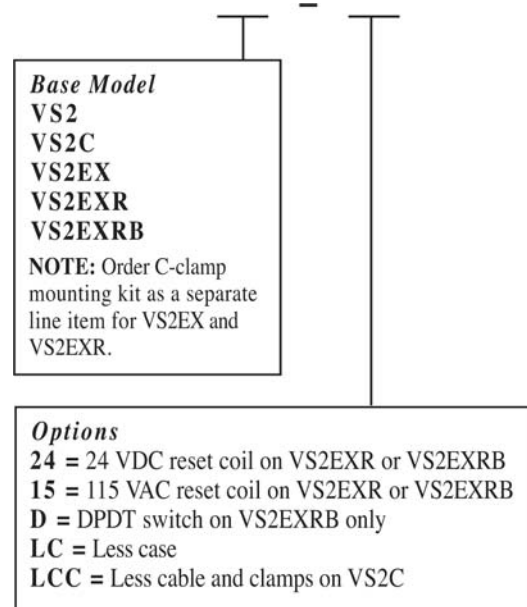 –
Base Model
VS2
VS2C
VS2EX
VS2EXR
VS2EXRB
NOTE: Order C-clamp
mounting kit as a separate
line item for VS2EX and
VS2EXR.
Options
24 = 24 VDC reset coil on VS2EXR or VS2EXRB
15 = 115 VAC reset coil on VS2EXR or VS2EXRB
D = DPDT switch on VS2EXRB only
LC = Less case
LCC = Less cable and clamps on VS2C